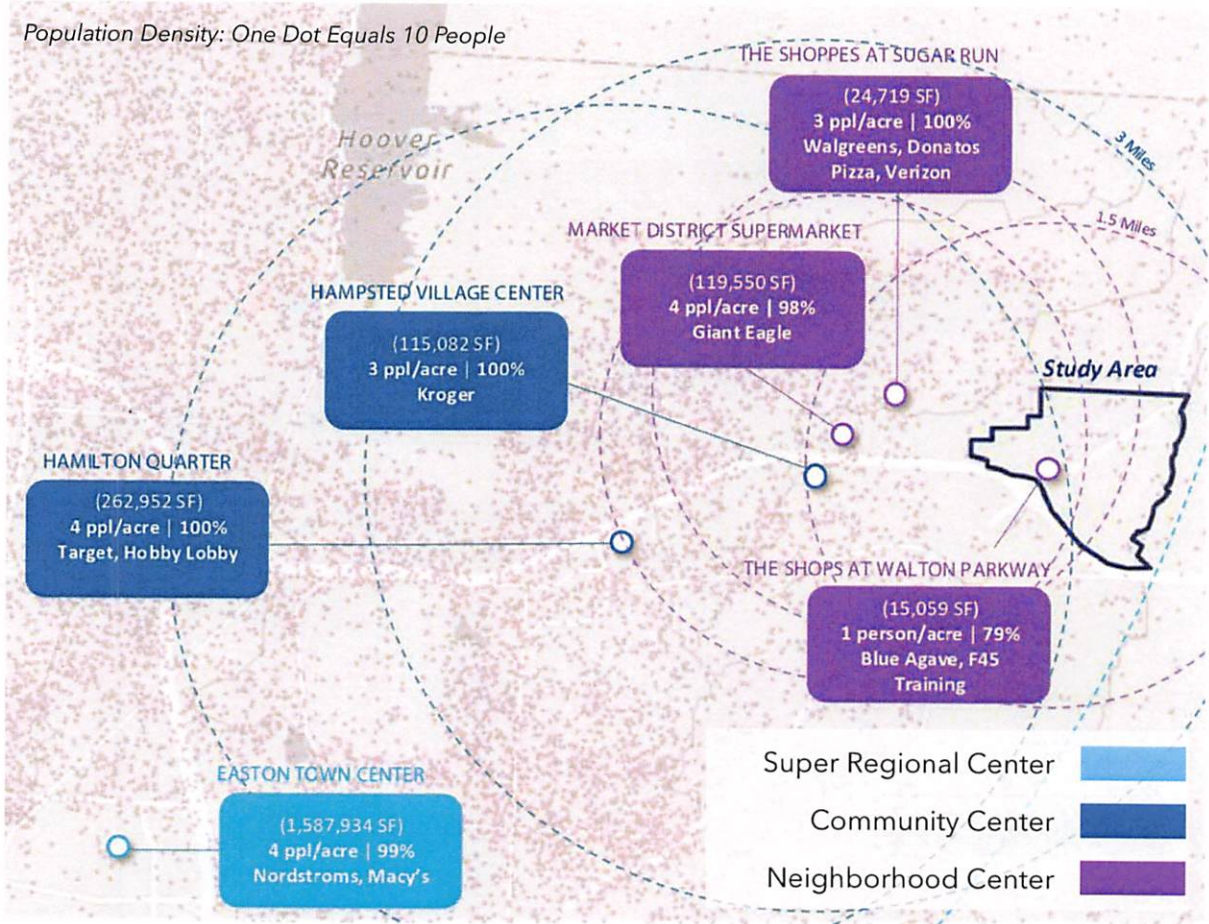 Population Density: One Dot Equals 10 People
THE SHOPPES AT SUGAR RUN
(24,719 SF)
3 ppl/acre | 100%
Walgreens, Donatos
Pizza, Verizon
3 Miles
Hoover
Reservoir
1.5 Miles
MARKET DISTRICT SUPERMARKET
(119,550 SF)
4 ppl/acre | 98%
Giant Eagle
HAMPSTED VILLAGE CENTER
(115,082 SF)
3 ppl/acre | 100%
Kroger
Study Area
HAMILTON QUARTER
(262,952 SF)
4 ppl/acre | 100%
Target, Hobby Lobby
THE SHOPS AT WALTON PARKWAY
(15,059 SF)
1 person/acre | 79%
Blue Agave, F45
Training
EASTON TOWN CENTER
(1,587,934 SF)
4 ppl/acre | 99%
Nordstroms, Macy's
Super Regional Center
Community Center
Neighborhood Center